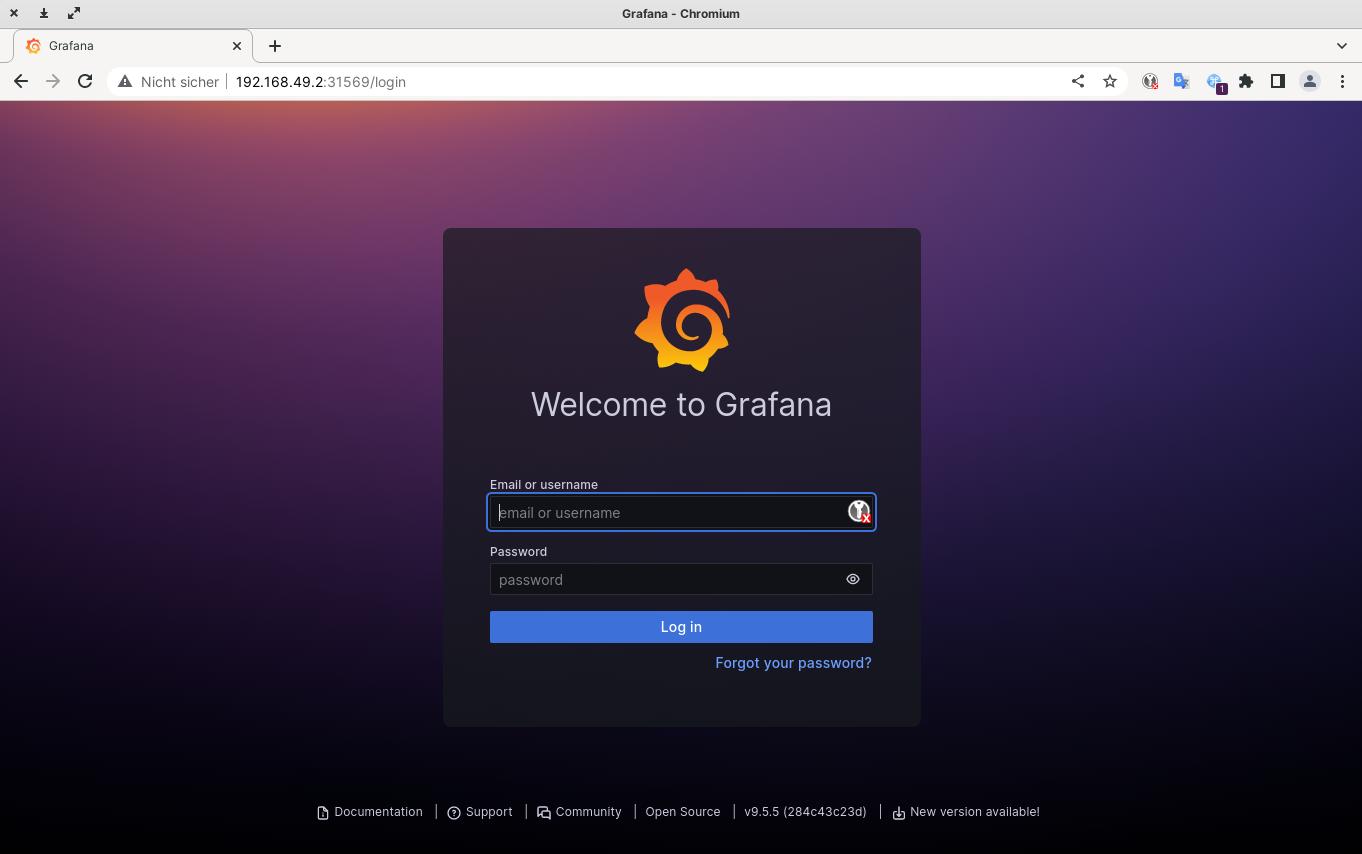 Grafana - Chromium
Grafana
Nicht sicher 192.168.49.2:31569/login
1
Welcome to Grafana
Email or username
email or username
Password
password
Log in
Forgot your password?
Documentation | Support | Community | Open Source | v9.5.5 (284c43c23d) | New version available!